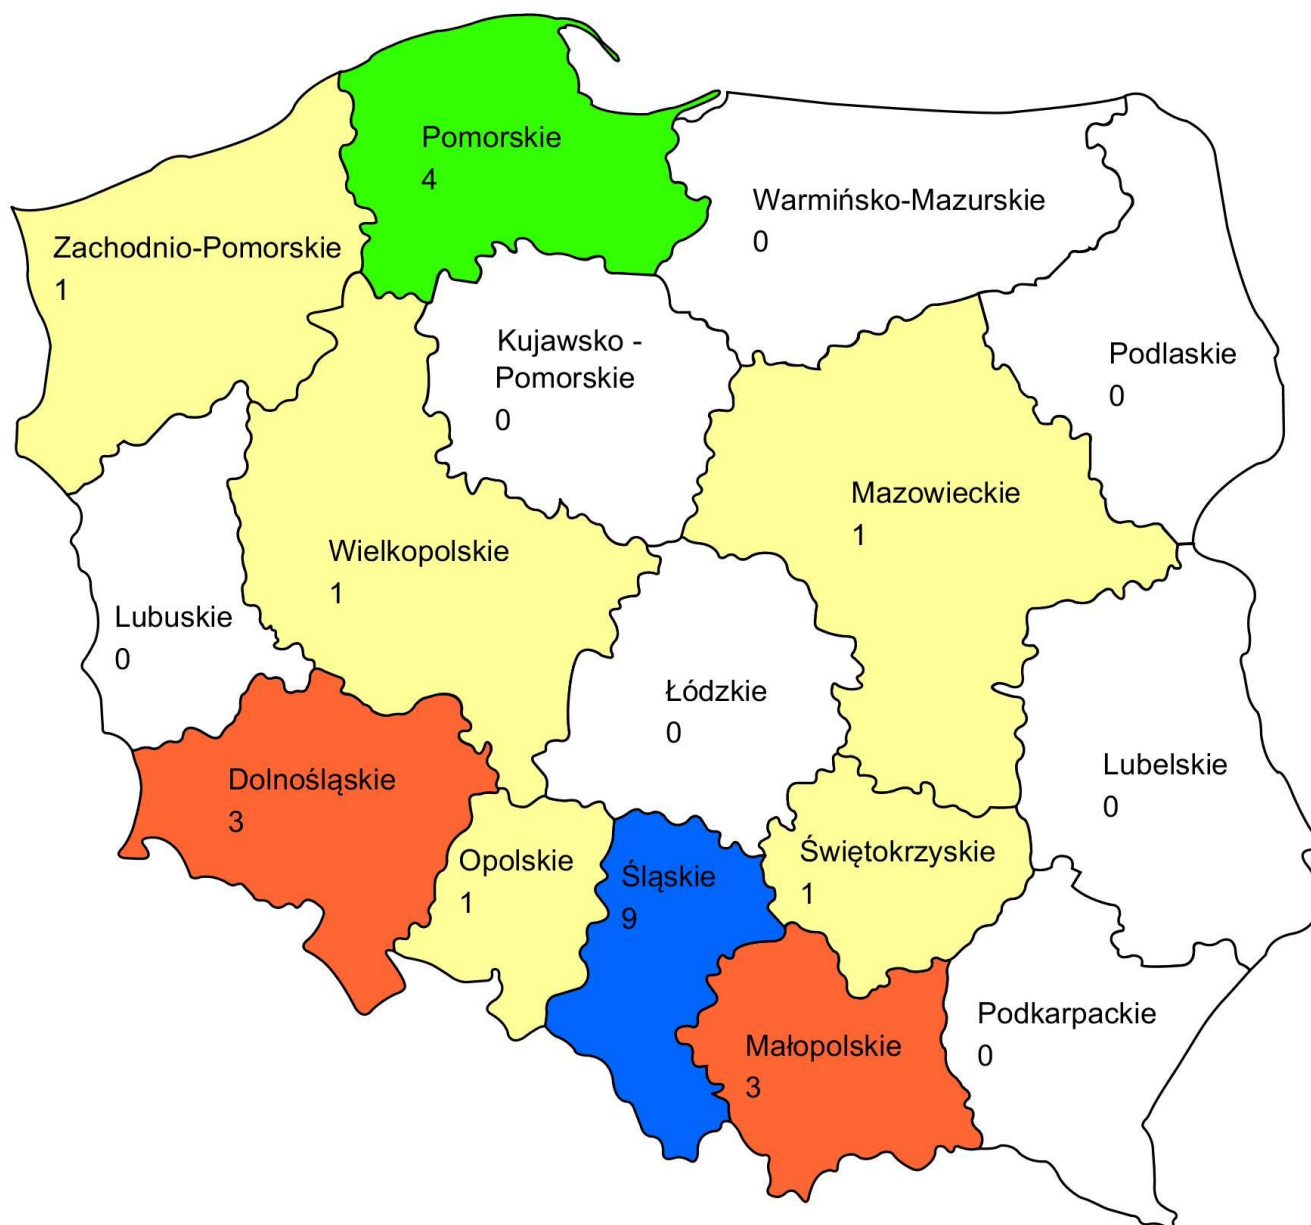 Pomorskie
4
Warmińsko-Mazurskie
0
Zachodnio-Pomorskie
1
Kujawsko -
Pomorskie
0
Podlaskie
0
Mazowieckie
1
Wielkopolskie
1
Lubuskie
0
Łódzkie
0
Dolnośląskie
3
Lubelskie
0
Opolskie
1
Śląskie
9
Świętokrzyskie
1
Podkarpackie
0
Małopolskie
3